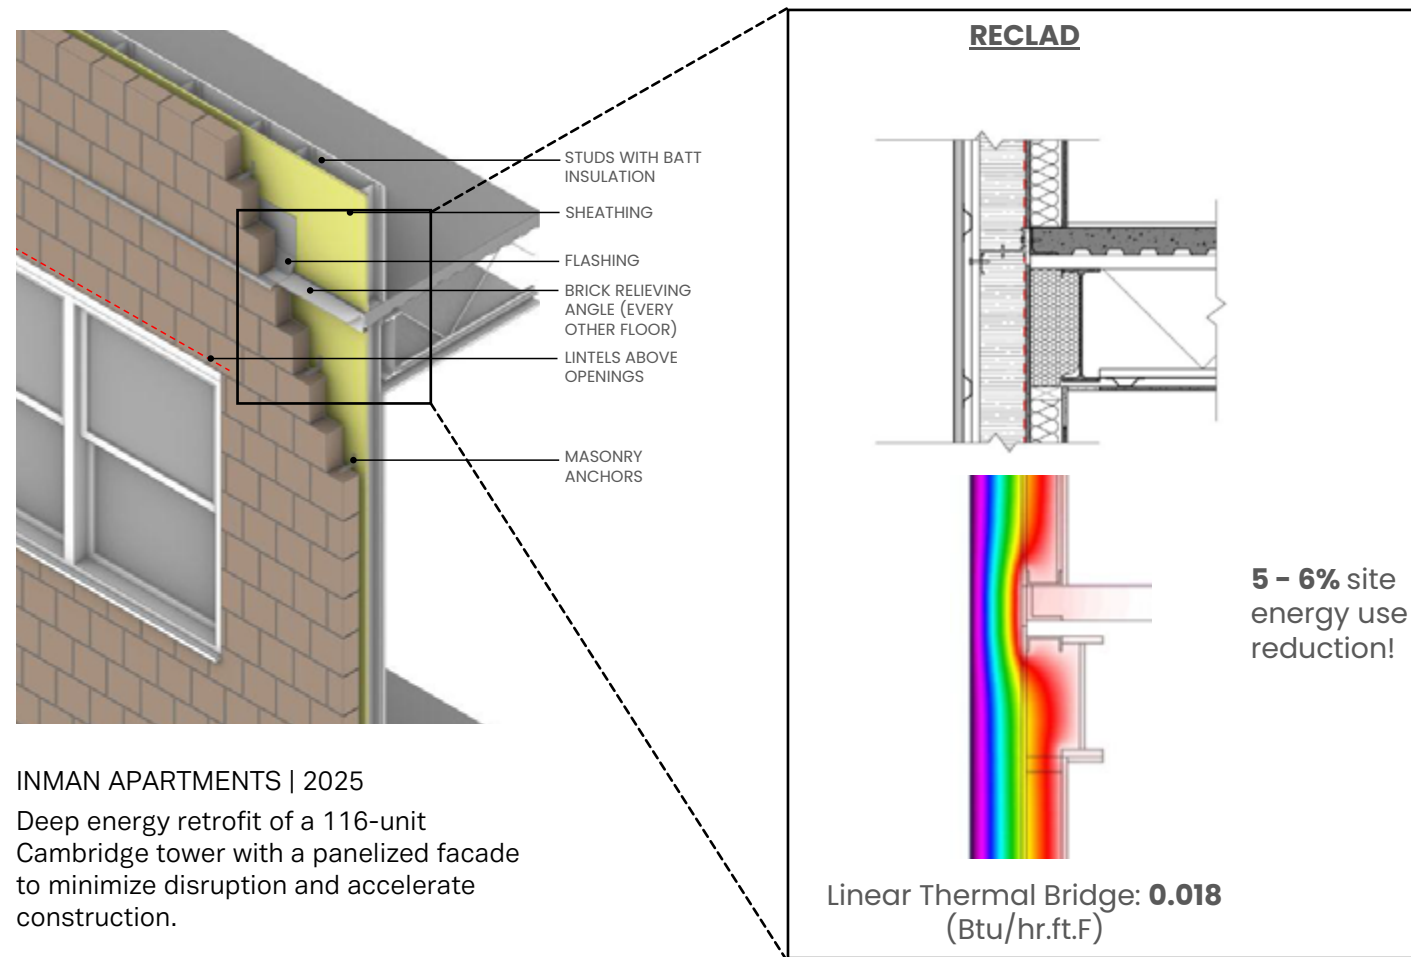 RECLAD
STUDS WITH BATT
INSULATION
SHEATHING
FLASHING
BRICK RELIEVING
ANGLE (EVERY
OTHER FLOOR)
LINTELS ABOVE
OPENINGS
MASONRY
ANCHORS
5 - 6% site
energy use
reduction!
INMAN APARTMENTS | 2025
Deep energy retrofit of a 116-unit
Cambridge tower with a panelized facade
to minimize disruption and accelerate
construction.
Linear Thermal Bridge: 0.018
(Btu/hr.ft.F)